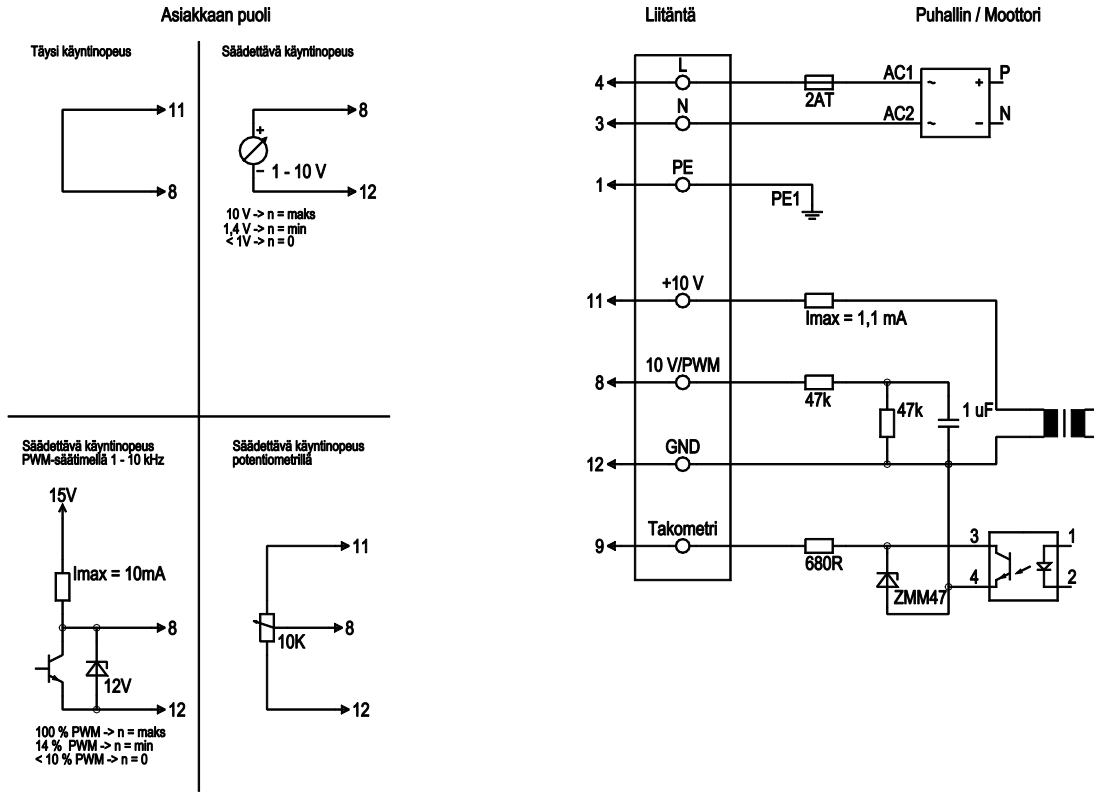 Asiakkaan puoli
Liitäntä
Puhallin / Moottori
Täysi käyntinopeus
11
8
Säädettävä käyntinopeus
8
+
–
1 - 10 V
12
10 V -> n = maks
1,4 V -> n = min
< 1V -> n = 0
Säädettävä käyntinopeus
PWM-säätimellä 1 - 10 kHz
15V
Imax = 10mA
8
12V
12
100 % PWM -> n = maks
14 % PWM -> n = min
< 10 % PWM -> n = 0
Säädettävä käyntinopeus
potentiometrillä
11
8
10K
12
4
L
2AT
AC1
~
+
P
3
N
AC2
~
–
N
1
PE
PE1
11
+10 V
Imax = 1,1 mA
8
10 V/PWM
47k
47k
1 uF
12
GND
9
Takometri
680R
ZMM47
3
1
4
2